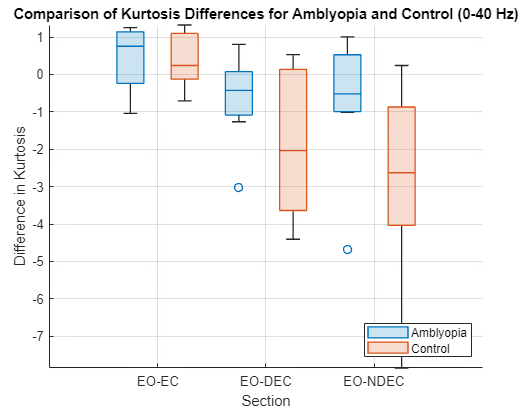 Comparison of Kurtosis Differences for Amblyopia and Control (0-40 Hz)
1
0
-1
-2
-3
-4
-5
-6
-7
Difference in Kurtosis
Amblyopia
Control
EO-EC EO-DEC EO-NDEC
Section